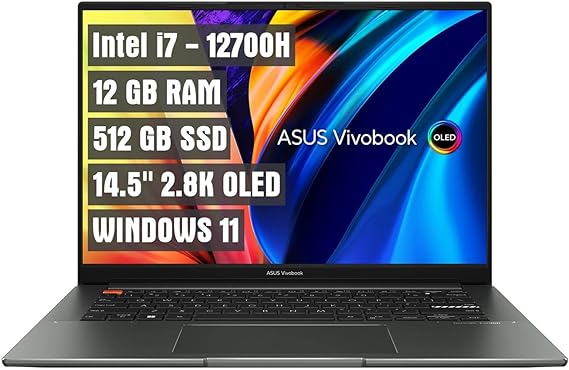 Intel i7 - 12700H
12 GB RAM
512 GB SSD
ASUS Vivobook OLED
14.5" 2.8K OLED
WINDOWS 11
ASUS Vivobook